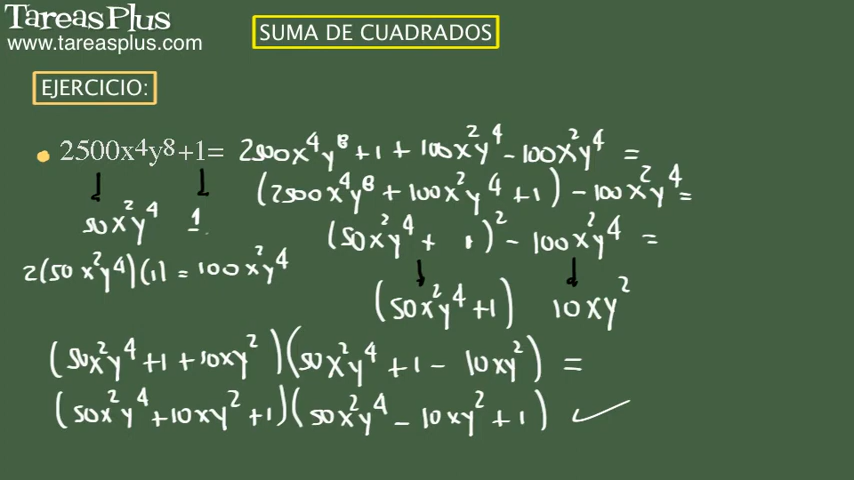 TareasPlus
www.tareasplus.com
SUMA DE CUADRADOS
EJERCICIO:
2500x4y8+1= 2500x⁴y⁸ +1 + 100x²y⁴ - 100x²y⁴ =
(2500x⁴y⁸ + 100x²y⁴ +1) - 100x²y⁴ =
50x²y⁴ 1
(50x²y⁴ + 1)² - 100x²y⁴ =
2(50x²y⁴)(1) = 100x²y⁴
(50x²y⁴ +1) 10xy²
(50x²y⁴ +1 +10xy²)(50x²y⁴ +1 - 10xy²) =
(50x²y⁴ +10xy² +1)(50x²y⁴ - 10xy² +1) ✓